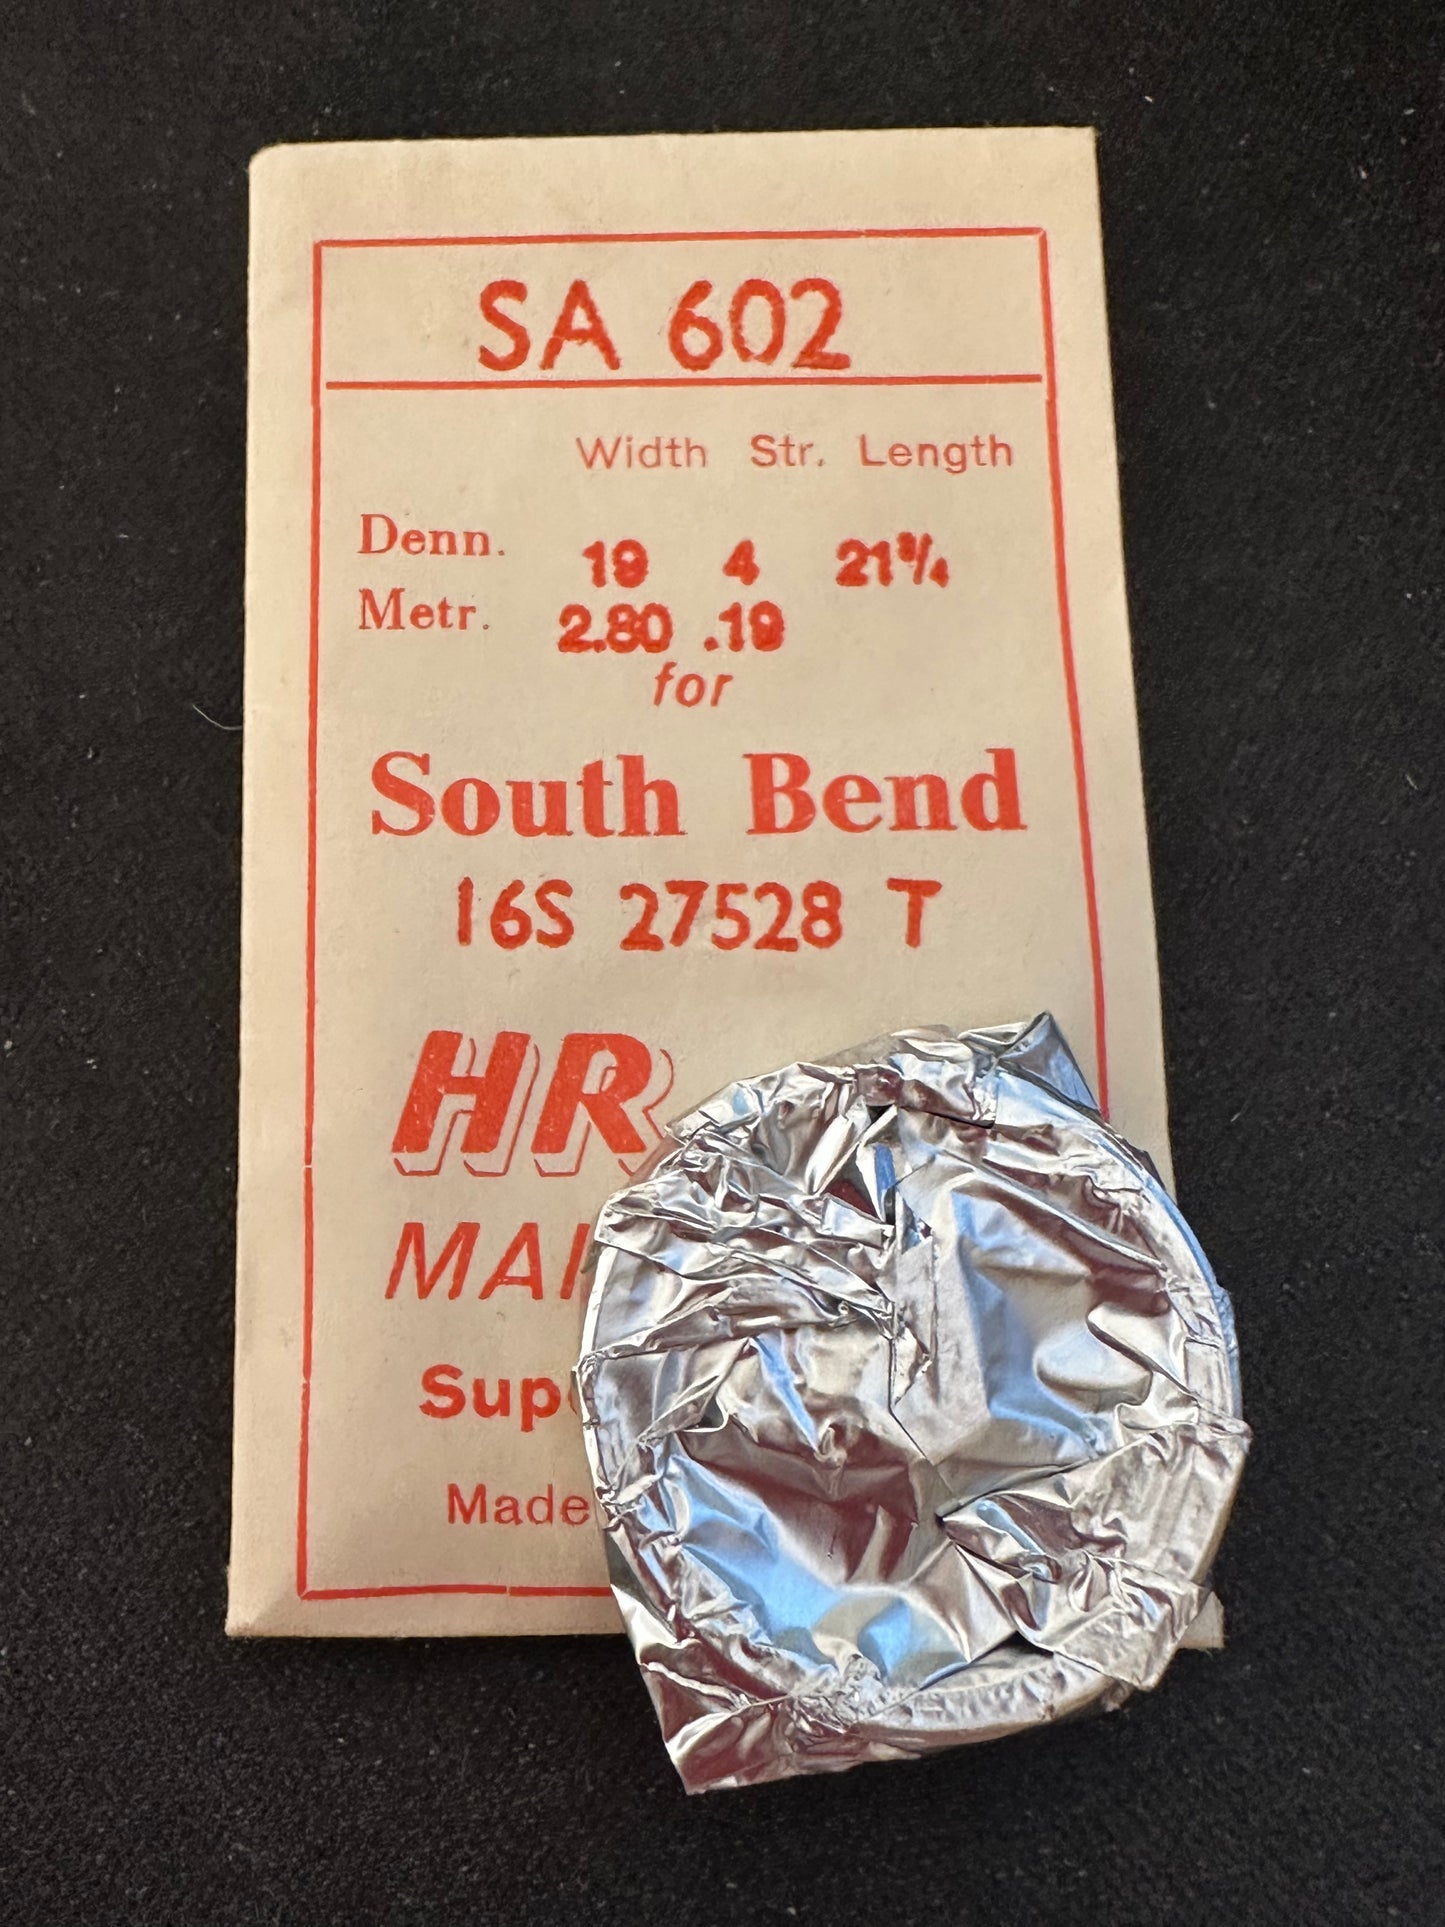 SA 602
Width Str. Length
Denn. 19 4 21¾
Metr. 2.80 .19
for
South Bend
16S 27528 T
HR
MAI
Sup
Made